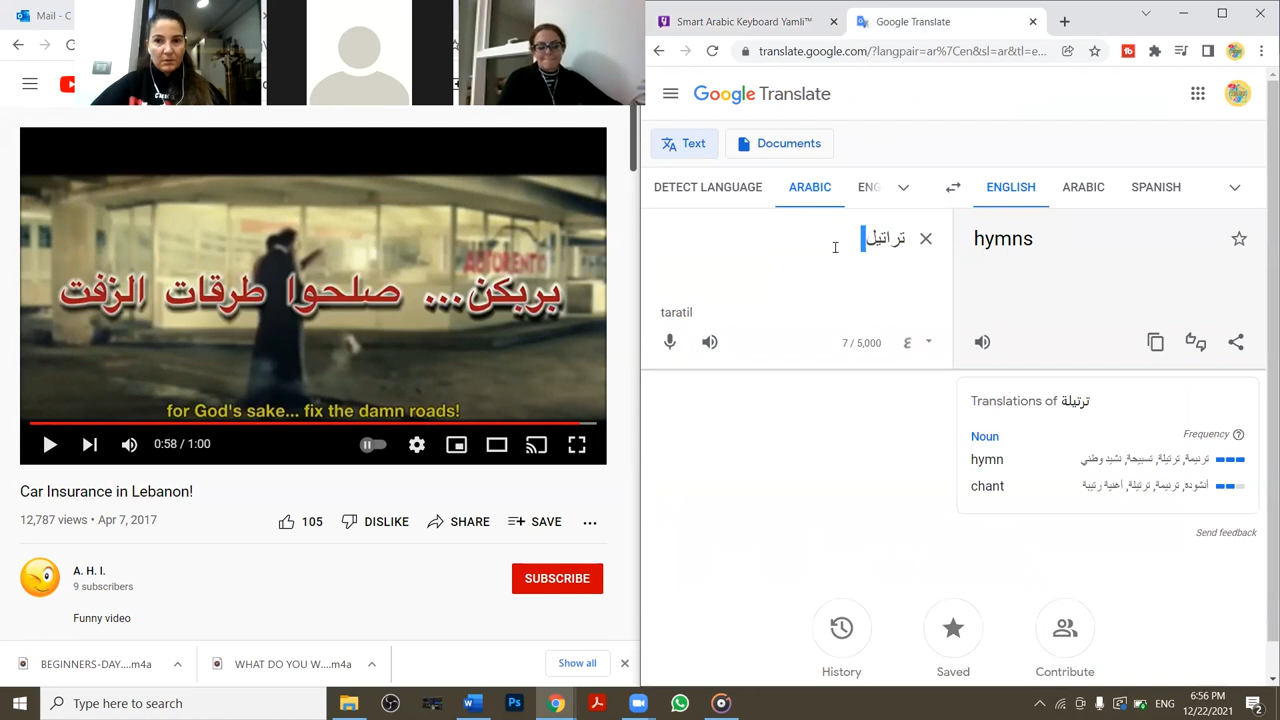 Mail -
Smart Arabic Keyboard Yamli™
Google Translate
translate.google.com/?langpair=ar%7Cen&sl=ar&tl=e...
Google Translate
Text
Documents
DETECT LANGUAGE
ARABIC
ENG
ENGLISH
ARABIC
SPANISH
تراتيل
hymns
taratil
7 / 5,000
ع
Translations of ترتيلة
Noun
Frequency
hymn
ترنيمة, ترتيلة, تسبيحة, نشيد وطني
chant
أنشودة, ترنيمة, ترتيلة, أغنية رتيبة
Send feedback
History
Saved
Contribute
AUTORENTO
بربكن... صلحوا طرقات الزفت
for God's sake... fix the damn roads!
0:58 / 1:00
Car Insurance in Lebanon!
12,787 views • Apr 7, 2017
105
DISLIKE
SHARE
SAVE
A. H. I.
9 subscribers
SUBSCRIBE
Funny video
BEGINNERS-DAY....m4a
WHAT DO YOU W....m4a
Show all
Type here to search
ENG
6:56 PM
12/22/2021
2